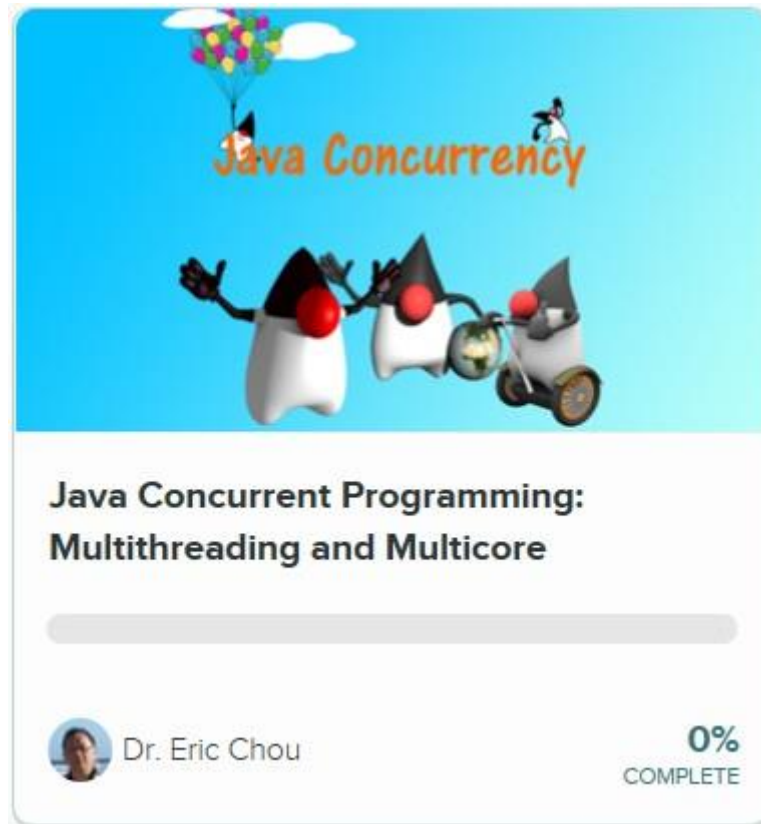 Java Concurrency
Java Concurrent Programming:
Multithreading and Multicore
Dr. Eric Chou
0%
COMPLETE